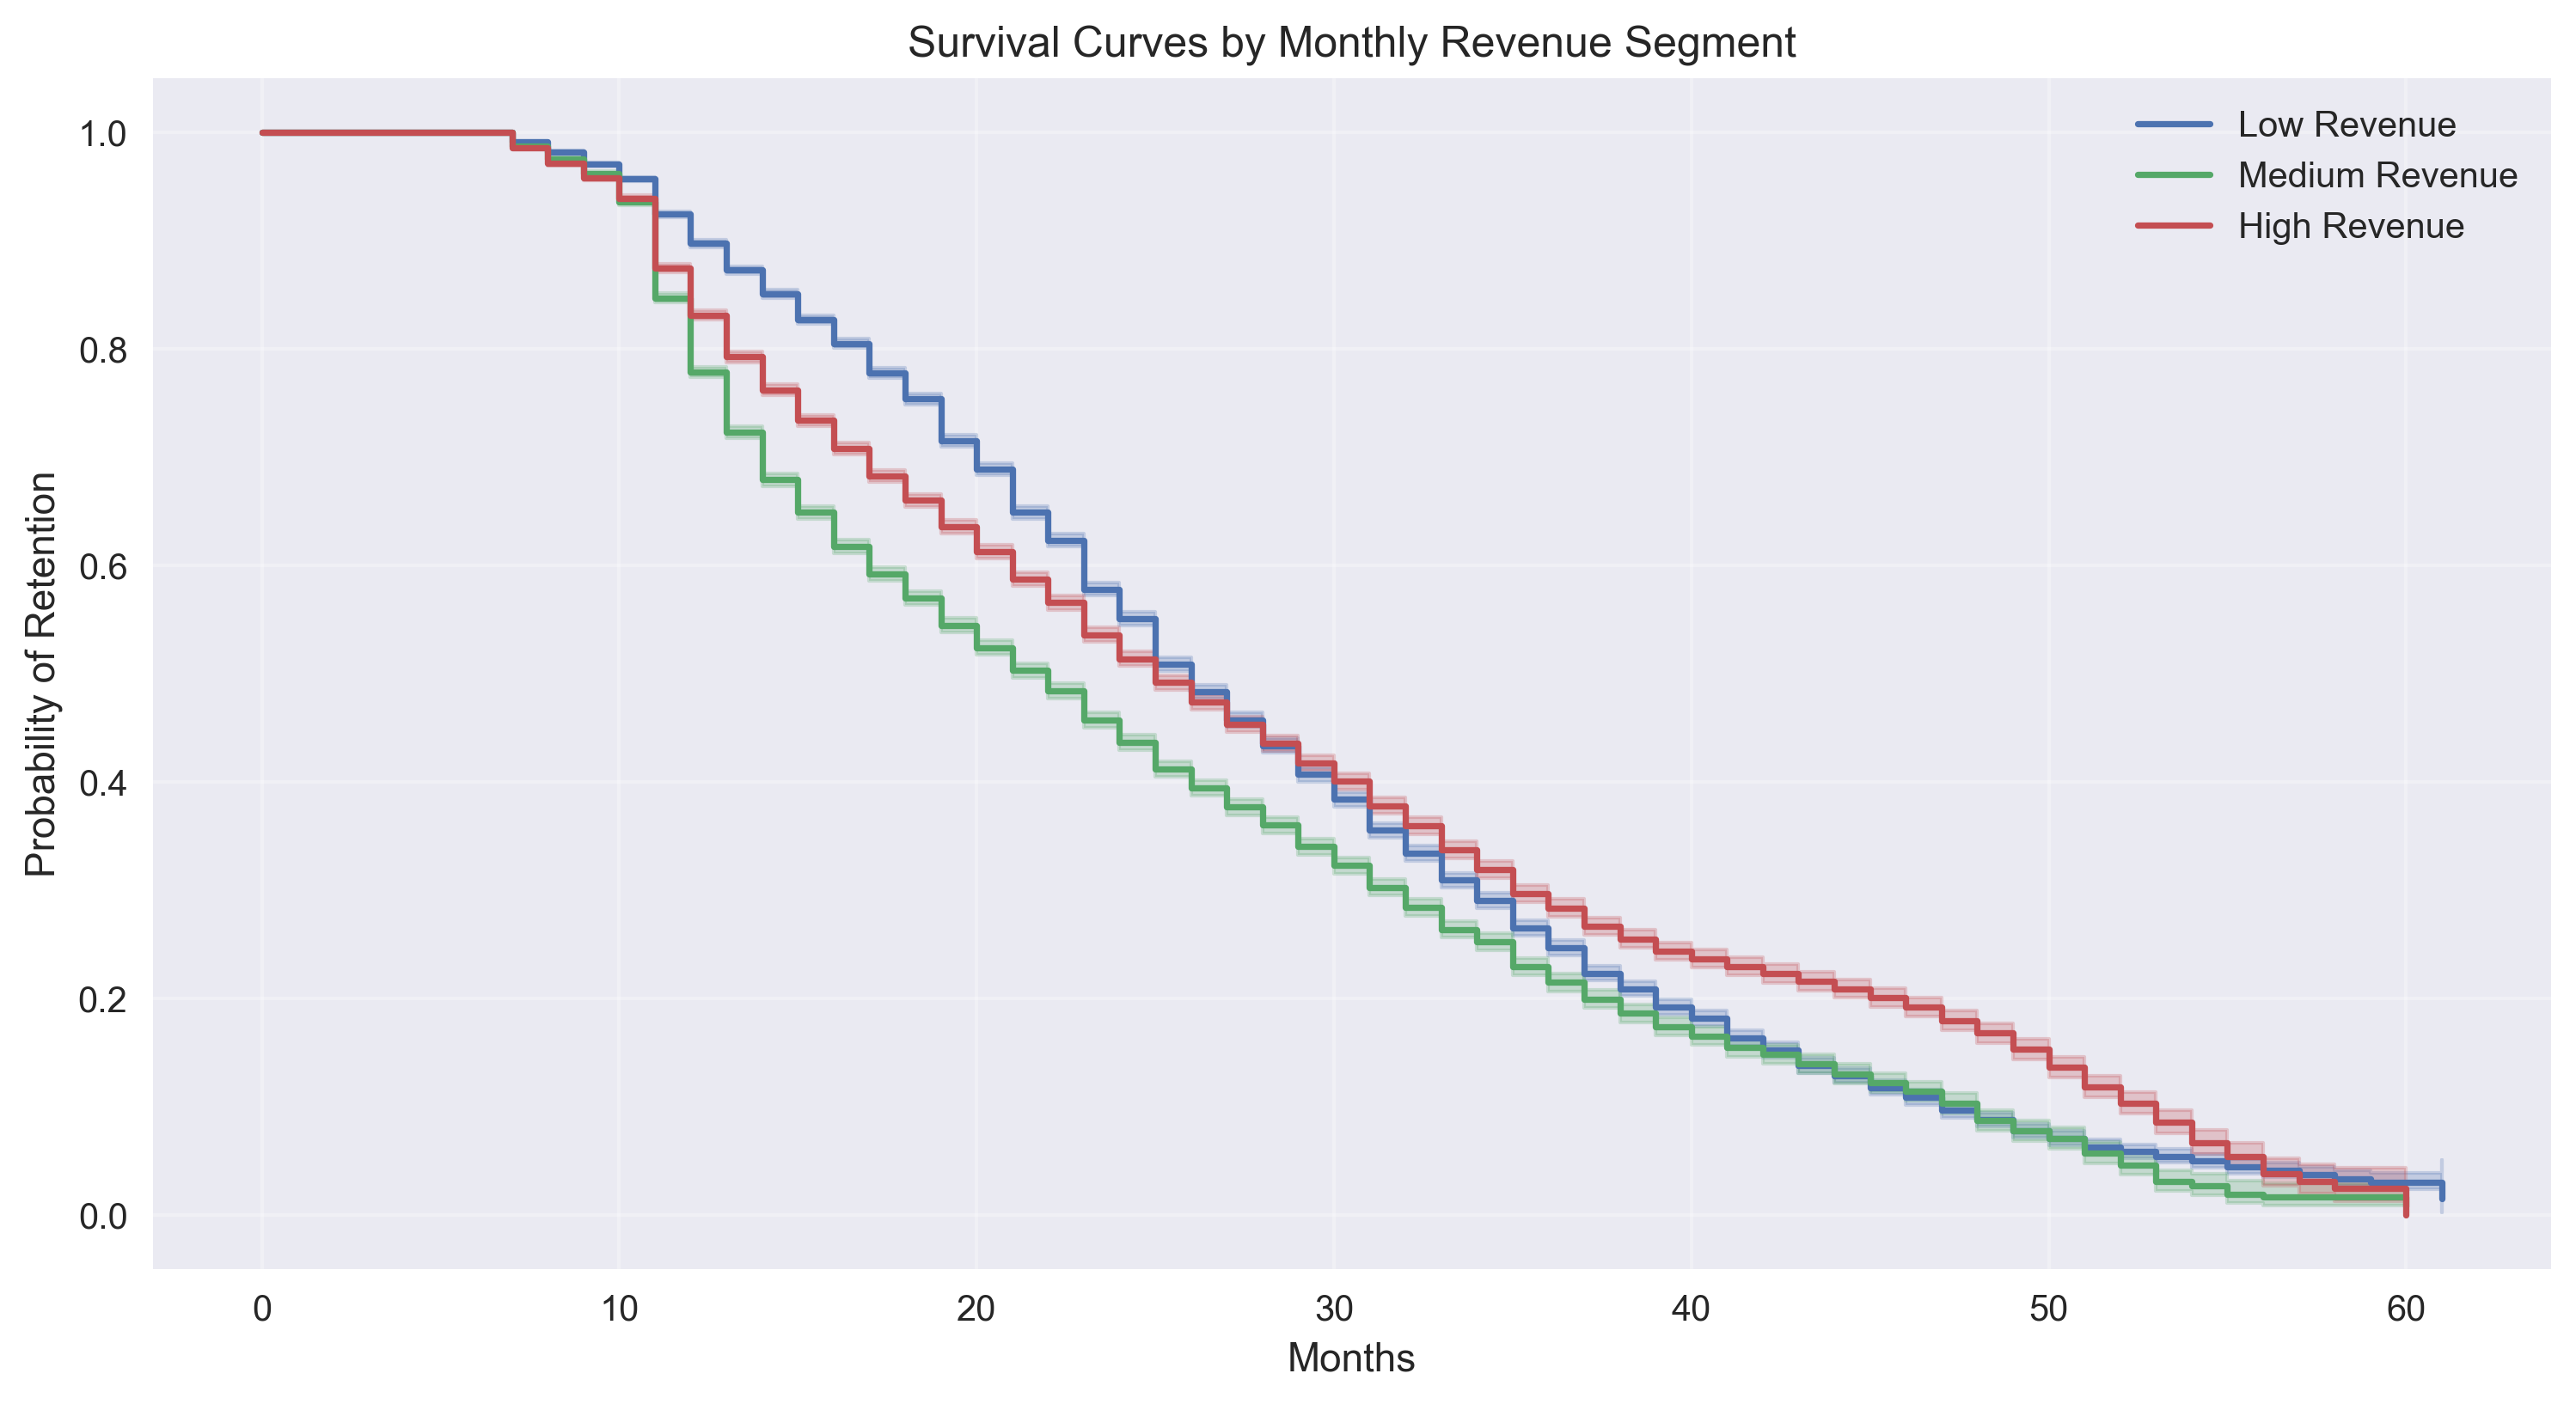 Survival Curves by Monthly Revenue Segment
Low Revenue
Medium Revenue
High Revenue
Probability of Retention
1.0
0.8
0.6
0.4
0.2
0.0
0 10 20 30 40 50 60
Months